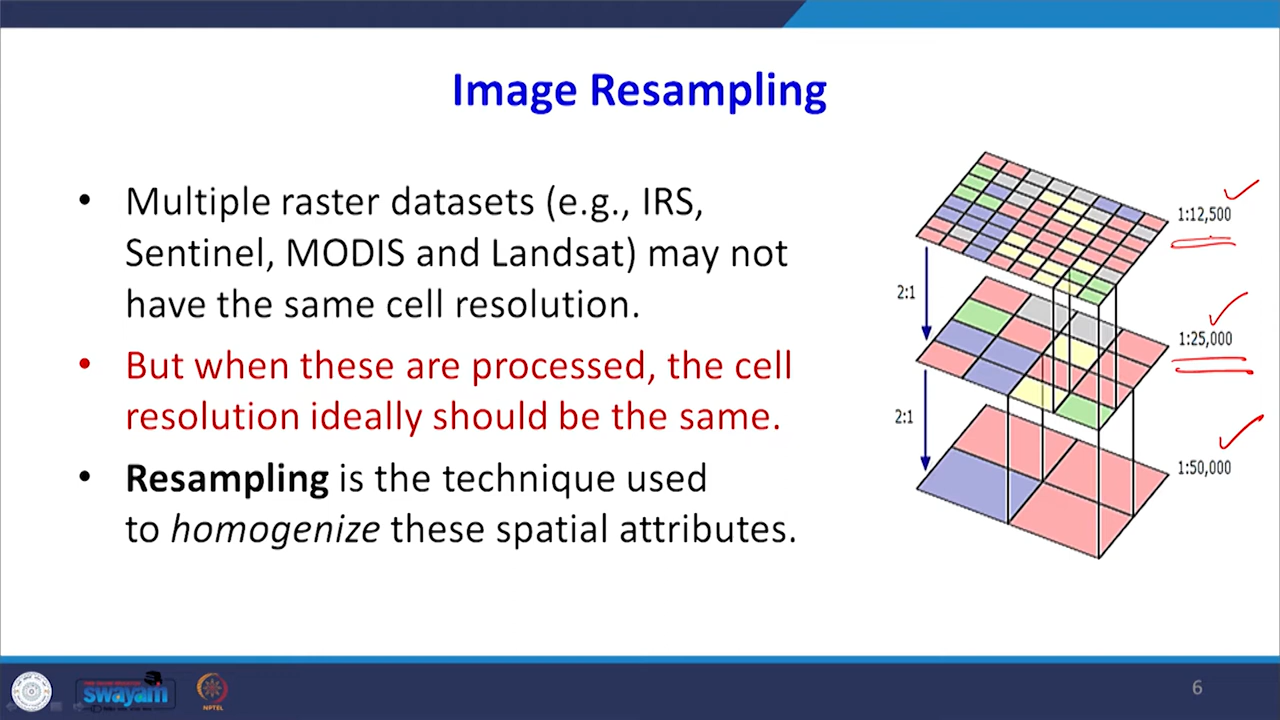 Image Resampling
• Multiple raster datasets (e.g., IRS,
Sentinel, MODIS and Landsat) may not
have the same cell resolution.
• But when these are processed, the cell
resolution ideally should be the same.
• Resampling is the technique used
to homogenize these spatial attributes.
1:12,500
2:1
1:25,000
2:1
1:50,000
swayam
NPTEL
6